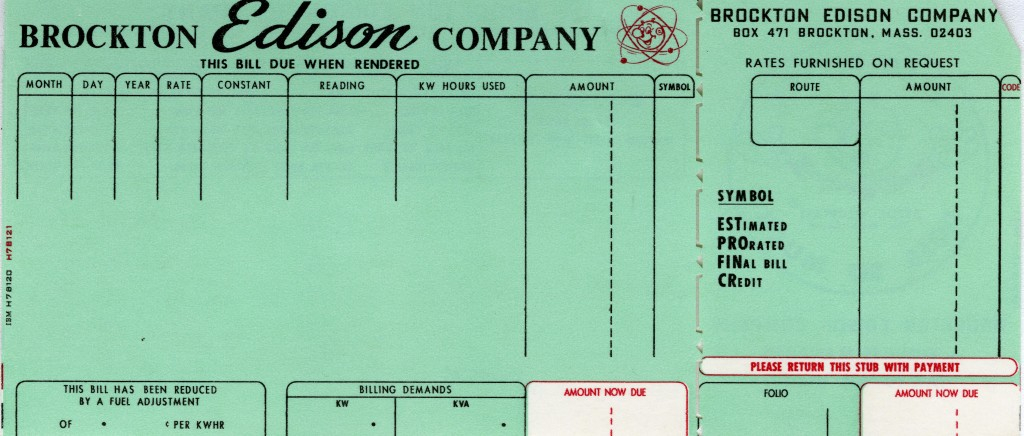 BROCKTON Edison COMPANY
THIS BILL DUE WHEN RENDERED
MONTH DAY YEAR RATE CONSTANT READING KW HOURS USED AMOUNT SYMBOL
IBM H78120 H78121
THIS BILL HAS BEEN REDUCED
BY A FUEL ADJUSTMENT
OF • ¢ PER KWHR
BILLING DEMANDS
KW KVA
AMOUNT NOW DUE
BROCKTON EDISON COMPANY
BOX 471 BROCKTON, MASS. 02403
RATES FURNISHED ON REQUEST
ROUTE AMOUNT CODE
SYMBOL
ESTIMATED
PRORATED
FINAL BILL
CREDIT
PLEASE RETURN THIS STUB WITH PAYMENT
FOLIO AMOUNT NOW DUE